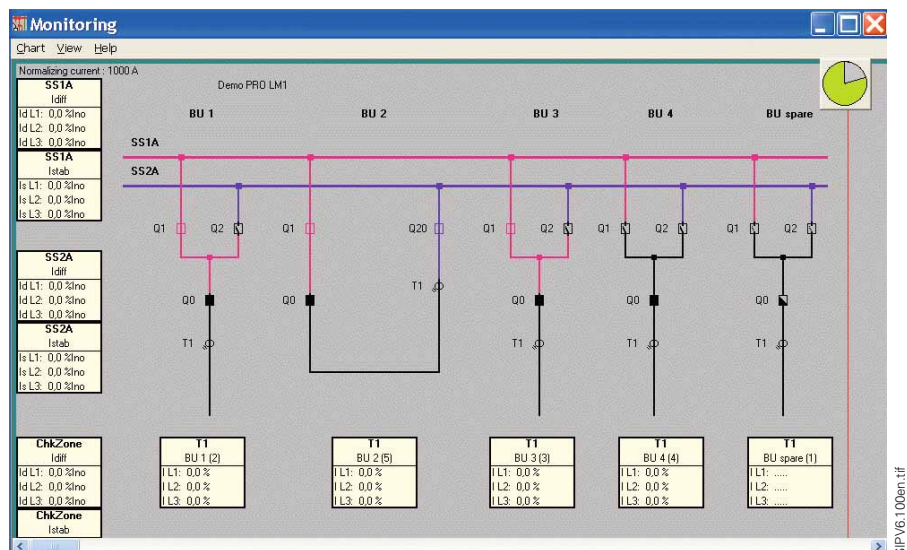 Monitoring
Chart View Help
Normalizing current : 1000 A
Demo PRO LM1
SS1A
Idiff
Id L1: 0,0 %Ino
Id L2: 0,0 %Ino
Id L3: 0,0 %Ino
SS1A
Istab
Is L1: 0,0 %Ino
Is L2: 0,0 %Ino
Is L3: 0,0 %Ino
SS2A
Idiff
Id L1: 0,0 %Ino
Id L2: 0,0 %Ino
Id L3: 0,0 %Ino
SS2A
Istab
Is L1: 0,0 %Ino
Is L2: 0,0 %Ino
Is L3: 0,0 %Ino
ChkZone
Idiff
Id L1: 0,0 %Ino
Id L2: 0,0 %Ino
Id L3: 0,0 %Ino
ChkZone
Istab
BU 1 BU 2 BU 3 BU 4 BU spare
SS1A
SS2A
Q1 Q2 Q1 Q20 Q1 Q2 Q1 Q2 Q1 Q2
T1
Q0 Q0 Q0 Q0 Q0
T1 T1 T1 T1
T1
BU 1 (2)
I L1: 0,0 %
I L2: 0,0 %
I L3: 0,0 %
T1
BU 2 (5)
I L1: 0,0 %
I L2: 0,0 %
I L3: 0,0 %
T1
BU 3 (3)
I L1: 0,0 %
I L2: 0,0 %
I L3: 0,0 %
T1
BU 4 (4)
I L1: 0,0 %
I L2: 0,0 %
I L3: 0,0 %
T1
BU spare (1)
I L1: .....
I L2: .....
I L3: .....